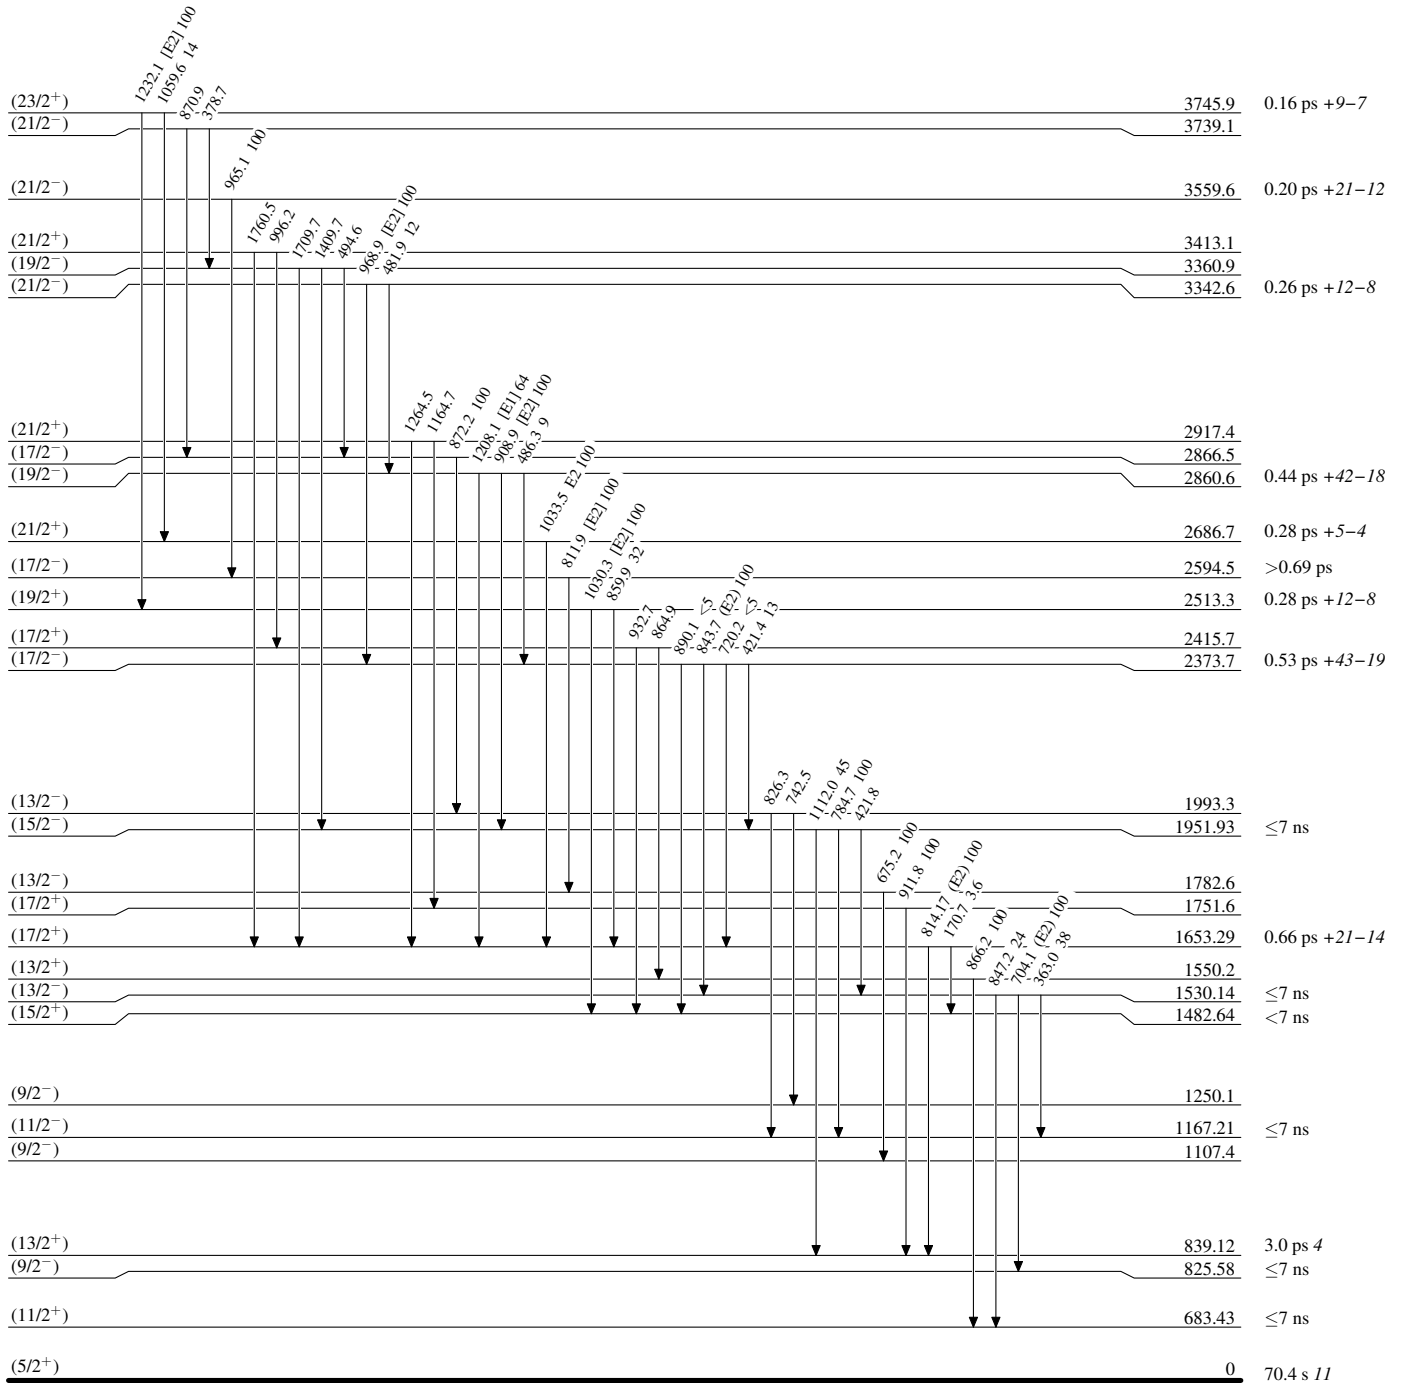 1232.1 [E2] 100
1059.6 14
870.9
378.7
(23/2+) 3745.9 0.16 ps +9−7
(21/2−) 3739.1
965.1 100
(21/2−) 3559.6 0.20 ps +21−12
1760.5
996.2
1709.7
1409.7
494.6
968.9 [E2] 100
481.9 12
(21/2+) 3413.1
(19/2−) 3360.9
(21/2−) 3342.6 0.26 ps +12−8
1264.5
1164.7
872.2 100
1208.1 [E1] 64
908.9 [E2] 100
486.3 9
(21/2+) 2917.4
(17/2−) 2866.5
(19/2−) 2860.6 0.44 ps +42−18
1033.5 E2 100
(21/2+) 2686.7 0.28 ps +5−4
811.9 [E2] 100
(17/2−) 2594.5 >0.69 ps
1030.3 [E2] 100
859.9 32
(19/2+) 2513.3 0.28 ps +12−8
932.7
864.9
890.1 <5
843.7 (E2) 100
720.2 <5
421.4 13
(17/2+) 2415.7
(17/2−) 2373.7 0.53 ps +43−19
826.3
742.5
1112.0 45
784.7 100
421.8
(13/2−) 1993.3
(15/2−) 1951.93 ≤7 ns
675.2 100
911.8 100
(13/2−) 1782.6
(17/2+) 1751.6
814.17 (E2) 100
170.7 3.6
(17/2+) 1653.29 0.66 ps +21−14
866.2 100
847.2 24
704.1 (E2) 100
363.0 38
(13/2+) 1550.2
(13/2−) 1530.14 ≤7 ns
(15/2+) 1482.64 <7 ns
(9/2−) 1250.1
(11/2−) 1167.21 ≤7 ns
(9/2−) 1107.4
(13/2+) 839.12 3.0 ps 4
(9/2−) 825.58 ≤7 ns
(11/2+) 683.43 ≤7 ns
(5/2+) 0 70.4 s 11